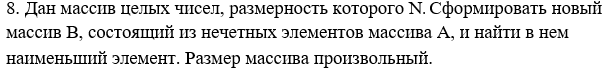 8. Дан массив целых чисел, размерность которого N. Сформировать новый
массив B, состоящий из нечетных элементов массива A, и найти в нем
наименьший элемент. Размер массива произвольный.